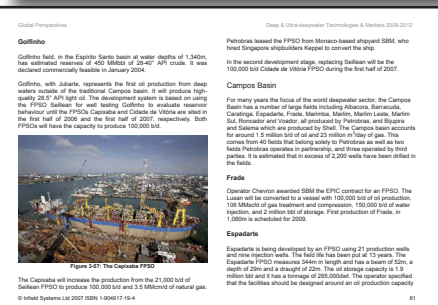 Global Perspectives
Deep & Ultra-deepwater Technologies & Markets 2008-2012
Golfinho
Golfinho field, in the Espírito Santo basin at water depths of 1,340m,
has estimated reserves of 450 MMbbl of 28-40° API crude. It was
declared commercially feasible in January 2004.
Golfinho, with Jubarte, represents the first oil production from deep
waters outside of the traditional Campos basin. It will produce high-
quality 28.5° API light oil. The development system is based on using
the FPSO Seillean for well testing Golfinho to evaluate reservoir
behaviour until the FPSOs Capixaba and Cidade de Vitória are sited in
the first half of 2006 and the first half of 2007, respectively. Both
FPSOs will have the capacity to produce 100,000 b/d.
Figure 3-57: The Capixaba FPSO
The Capixaba will increase the production from the 21,000 b/d of
Seillean FPSO to produce 100,000 b/d and 3.5 MMcm/d of natural gas.
Petrobras leased the FPSO from Monaco-based shipyard SBM, who
hired Singapore shipbuilders Keppel to convert the ship.
In the second development stage, replacing Seillean will be the
100,000 b/d Cidade de Vitória FPSO during the first half of 2007.
Campos Basin
For many years the focus of the world deepwater sector, the Campos
Basin has a number of large fields including Albacora, Barracuda,
Caratinga, Espadarte, Frade, Marimba, Marlim, Marlim Leste, Marlim
Sul, Roncador and Voador, all produced by Petrobras, and Bijupira
and Salema which are produced by Shell. The Campos basin accounts
for around 1.5 million b/d of oil and 23 million m³/day of gas. This
comes from 40 fields that belong solely to Petrobras as well as two
fields Petrobras operates in partnership, and three operated by third
parties. It is estimated that in excess of 2,200 wells have been drilled in
the fields.
Frade
Operator Chevron awarded SBM the EPIC contract for an FPSO. The
Lusan will be converted to a vessel with 100,000 b/d of oil production,
106 MMscfd of gas treatment and compression, 150,000 b/d of water
injection, and 2 million bbl of storage. First production of Frade, in
1,080m is scheduled for 2009.
Espadarte
Espadarte is being developed by an FPSO using 21 production wells
and nine injection wells. The field life has been put at 13 years. The
Espadarte FPSO measures 344m in length and has a beam of 52m, a
depth of 28m and a draught of 22m. The oil storage capacity is 1.9
million bbl and it has a tonnage of 285,000dwt. The operator specified
that the facilities should be designed around an oil production capacity
© Infield Systems Ltd 2007 ISBN 1-904917-19-4
81